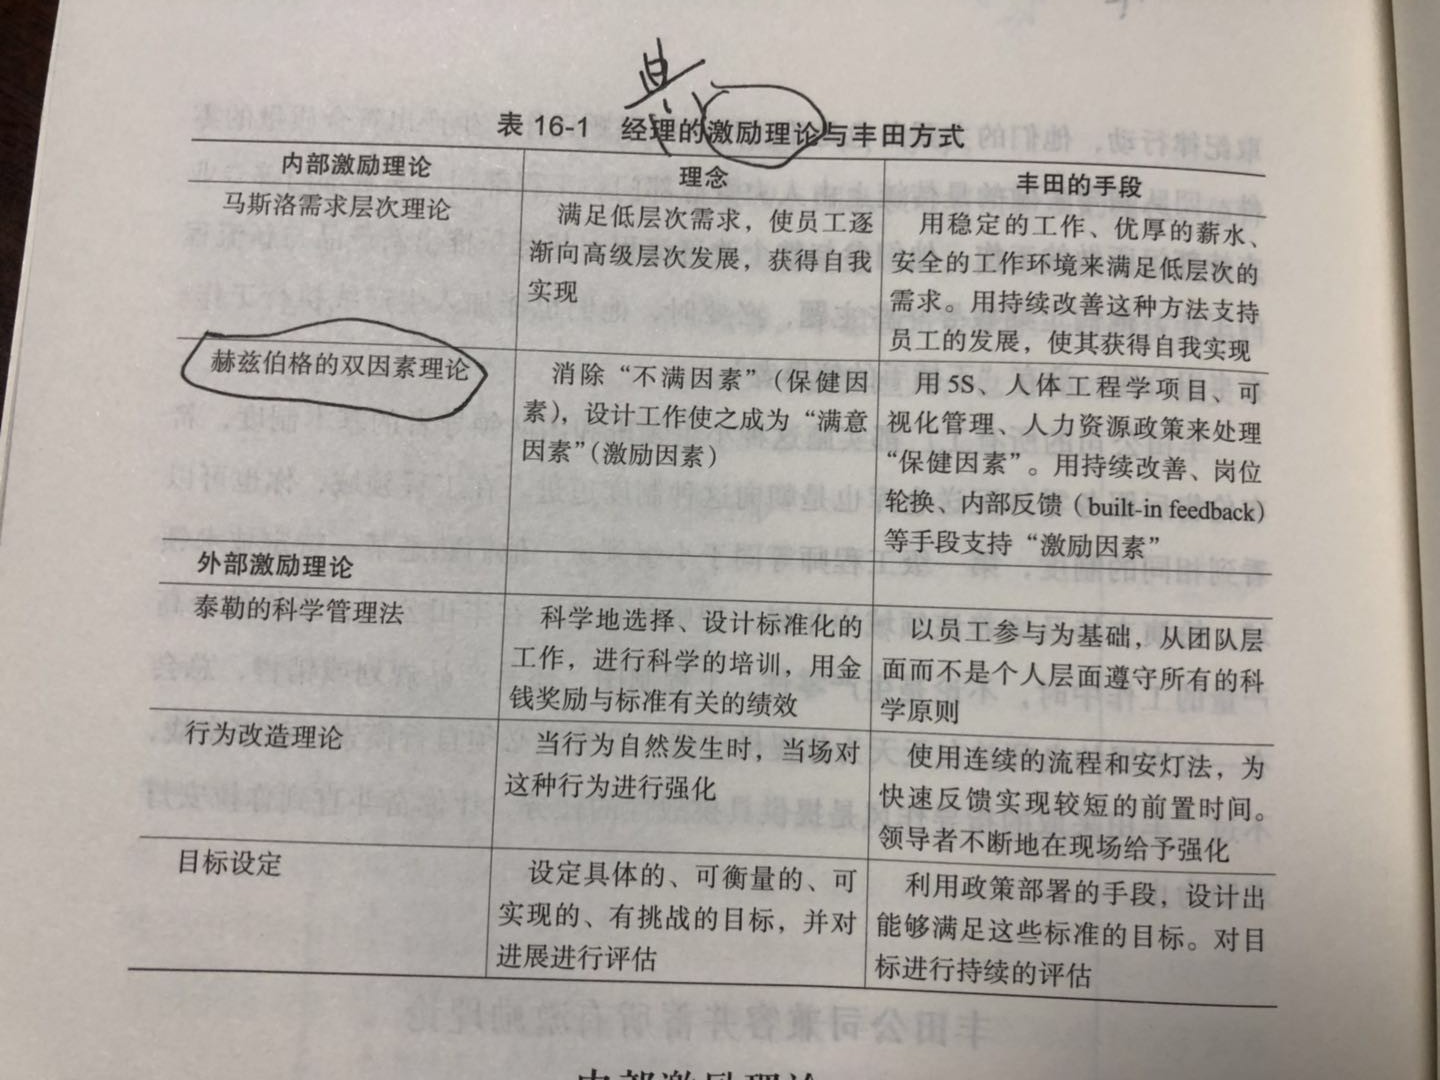 表 16-1 经理的激励理论与丰田方式
内部激励理论 理念 丰田的手段
马斯洛需求层次理论
满足低层次需求，使员工逐
渐向高级层次发展，获得自我
实现
用稳定的工作、优厚的薪水、
安全的工作环境来满足低层次的
需求。用持续改善这种方法支持
员工的发展，使其获得自我实现
赫兹伯格的双因素理论
消除“不满因素”（保健因
素），设计工作使之成为“满意
因素”（激励因素）
用 5S、人体工程学项目、可
视化管理、人力资源政策来处理
“保健因素”。用持续改善、岗位
轮换、内部反馈（built-in feedback）
等手段支持“激励因素”
外部激励理论
泰勒的科学管理法
科学地选择、设计标准化的
工作，进行科学的培训，用金
钱奖励与标准有关的绩效
以员工参与为基础，从团队层
面而不是个人层面遵守所有的科
学原则
行为改造理论
当行为自然发生时，当场对
这种行为进行强化
使用连续的流程和安灯法，为
快速反馈实现较短的前置时间。
领导者不断地在现场给予强化
目标设定
设定具体的、可衡量的、可
实现的、有挑战的目标，并对
进展进行评估
利用政策部署的手段，设计出
能够满足这些标准的目标。对目
标进行持续的评估
内部激励理论